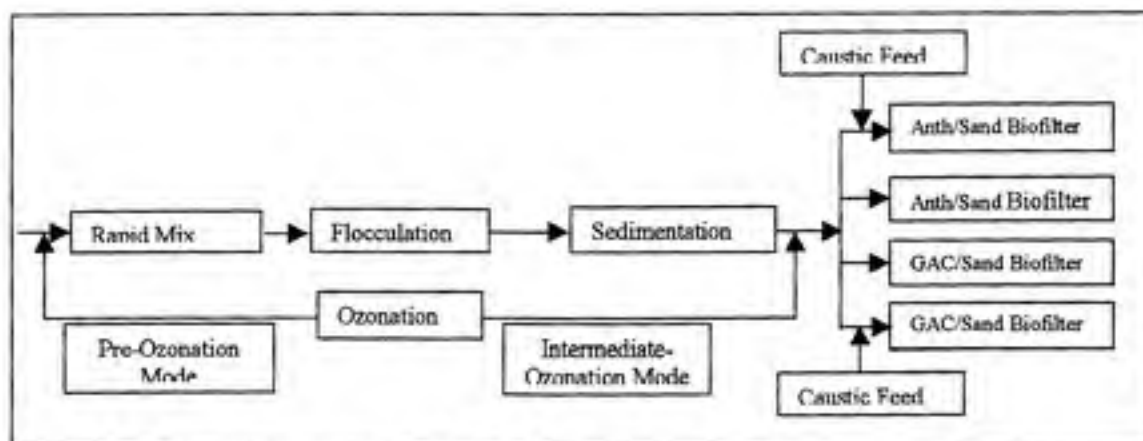 Caustic Feed
Anth/Sand Biofilter
Anth/Sand Biofilter
Rapid Mix
Flocculation
Sedimentation
GAC/Sand Biofilter
Ozonation
GAC/Sand Biofilter
Pre-Ozonation
Mode
Intermediate-
Ozonation Mode
Caustic Feed